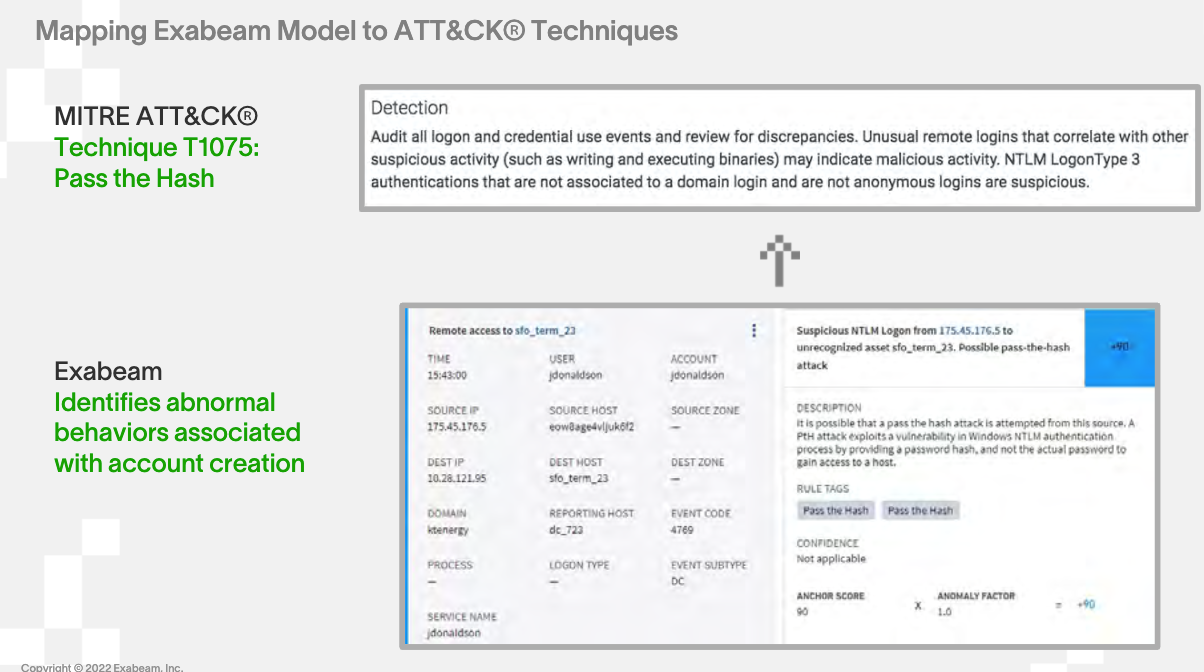 Mapping Exabeam Model to ATT&CK® Techniques
MITRE ATT&CK®
Technique T1075:
Pass the Hash
Detection
Audit all logon and credential use events and review for discrepancies. Unusual remote logins that correlate with other
suspicious activity (such as writing and executing binaries) may indicate malicious activity. NTLM LogonType 3
authentications that are not associated to a domain login and are not anonymous logins are suspicious.
Exabeam
Identifies abnormal
behaviors associated
with account creation
Remote access to sfo_term_23
TIME USER ACCOUNT
15:43:00 jdonaldson jdonaldson
SOURCE IP SOURCE HOST SOURCE ZONE
175.45.176.5 eow8age4vljuk6f2 —
DEST IP DEST HOST DEST ZONE
10.28.121.95 sfo_term_23 —
DOMAIN REPORTING HOST EVENT CODE
ktenergy dc_723 4769
PROCESS LOGON TYPE EVENT SUBTYPE
— — DC
SERVICE NAME
jdonaldson
Suspicious NTLM Logon from 175.45.176.5 to
unrecognized asset sfo_term_23. Possible pass-the-hash
attack
+90
DESCRIPTION
It is possible that a pass the hash attack is attempted from this source. A
PtH attack exploits a vulnerability in Windows NTLM authentication
process by providing a password hash, and not the actual password to
gain access to a host.
RULE TAGS
Pass the Hash Pass the Hash
CONFIDENCE
Not applicable
ANCHOR SCORE ANOMALY FACTOR
90 X 1.0 = +90
Copyright © 2022 Exabeam, Inc.